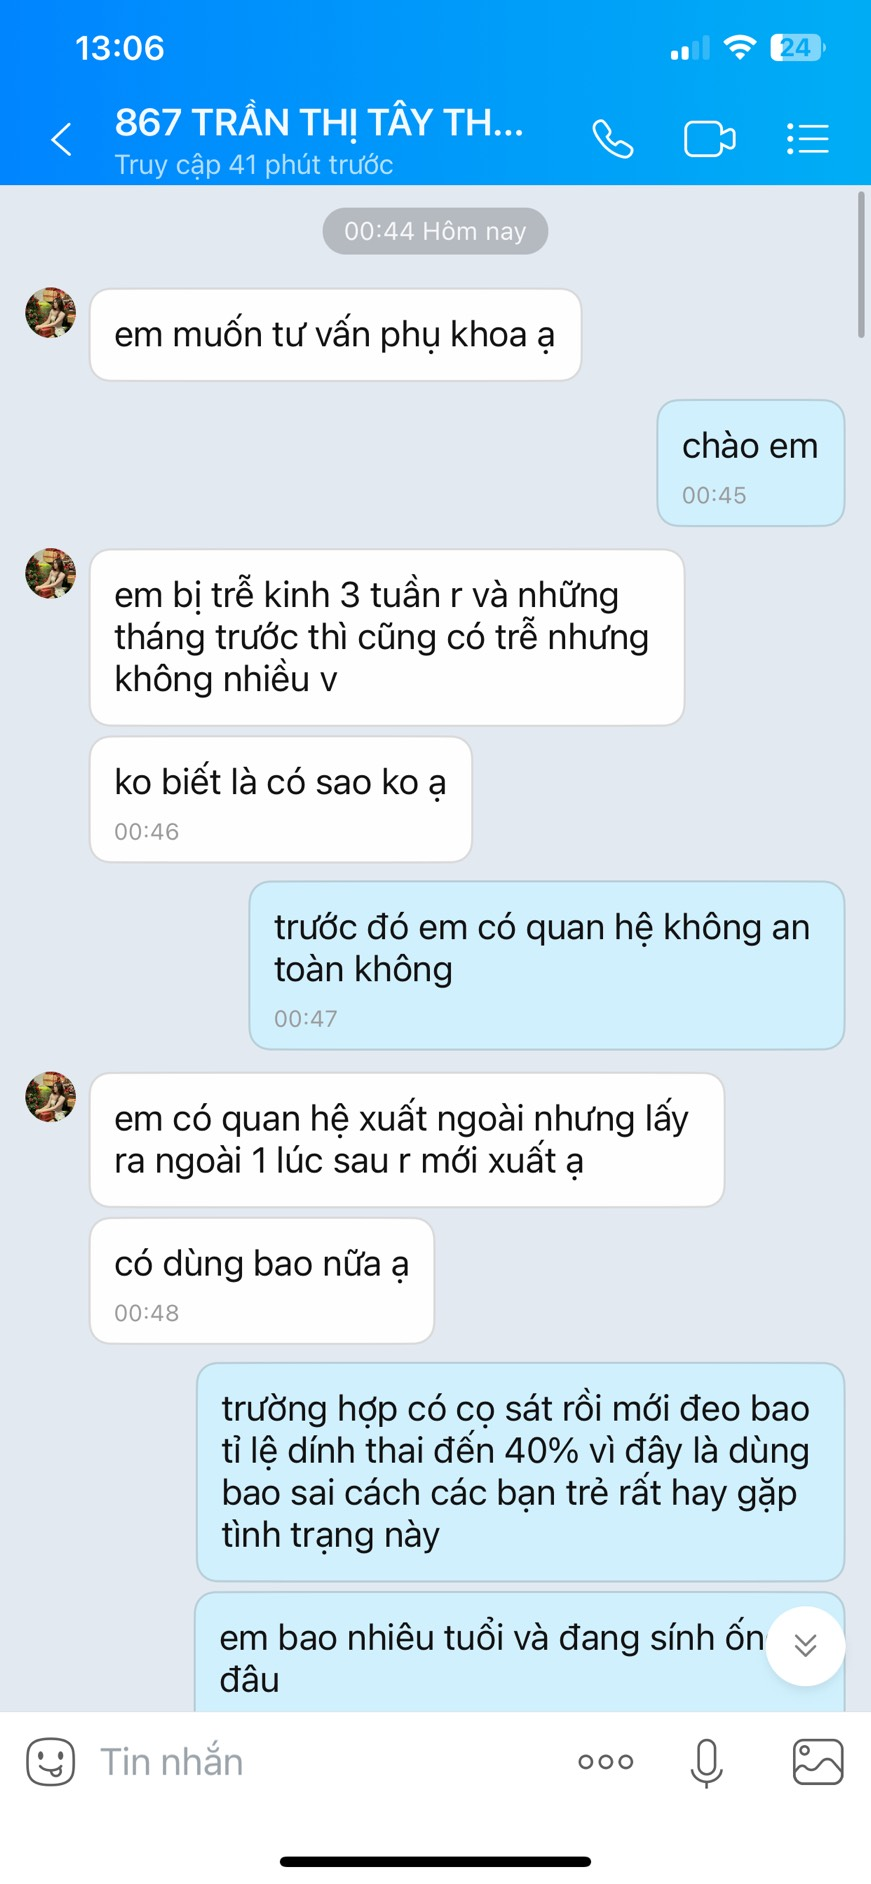 13:06
24
867 TRẦN THỊ TÂY TH...
Truy cập 41 phút trước
00:44 Hôm nay
em muốn tư vấn phụ khoa ạ
chào em
00:45
em bị trễ kinh 3 tuần r và những
tháng trước thì cũng có trễ nhưng
không nhiều v
ko biết là có sao ko ạ
00:46
trước đó em có quan hệ không an
toàn không
00:47
em có quan hệ xuất ngoài nhưng lấy
ra ngoài 1 lúc sau r mới xuất ạ
có dùng bao nữa ạ
00:48
trường hợp có cọ sát rồi mới đeo bao
tỉ lệ dính thai đến 40% vì đây là dùng
bao sai cách các bạn trẻ rất hay gặp
tình trạng này
em bao nhiêu tuổi và đang sính ốn
đâu
Tin nhắn